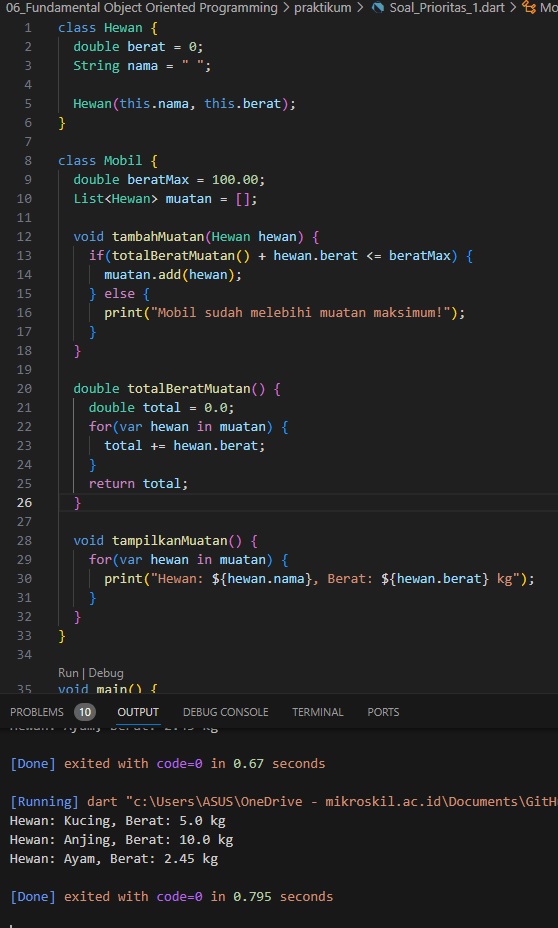 06_Fundamental Object Oriented Programming > praktikum > Soal_Prioritas_1.dart > Mo
1 class Hewan {
2 double berat = 0;
3 String nama = " ";
4
5 Hewan(this.nama, this.berat);
6 }
7
8 class Mobil {
9 double beratMax = 100.00;
10 List<Hewan> muatan = [];
11
12 void tambahMuatan(Hewan hewan) {
13 if(totalBeratMuatan() + hewan.berat <= beratMax) {
14 muatan.add(hewan);
15 } else {
16 print("Mobil sudah melebihi muatan maksimum!");
17 }
18 }
19
20 double totalBeratMuatan() {
21 double total = 0.0;
22 for(var hewan in muatan) {
23 total += hewan.berat;
24 }
25 return total;
26 }
27
28 void tampilkanMuatan() {
29 for(var hewan in muatan) {
30 print("Hewan: ${hewan.nama}, Berat: ${hewan.berat} kg");
31 }
32 }
33 }
34
Run | Debug
35 void main() {
PROBLEMS 10 OUTPUT DEBUG CONSOLE TERMINAL PORTS
Hewan: Ayam, Berat: 2.45 kg
[Done] exited with code=0 in 0.67 seconds
[Running] dart "c:\Users\ASUS\OneDrive - mikroskil.ac.id\Documents\GitH
Hewan: Kucing, Berat: 5.0 kg
Hewan: Anjing, Berat: 10.0 kg
Hewan: Ayam, Berat: 2.45 kg
[Done] exited with code=0 in 0.795 seconds